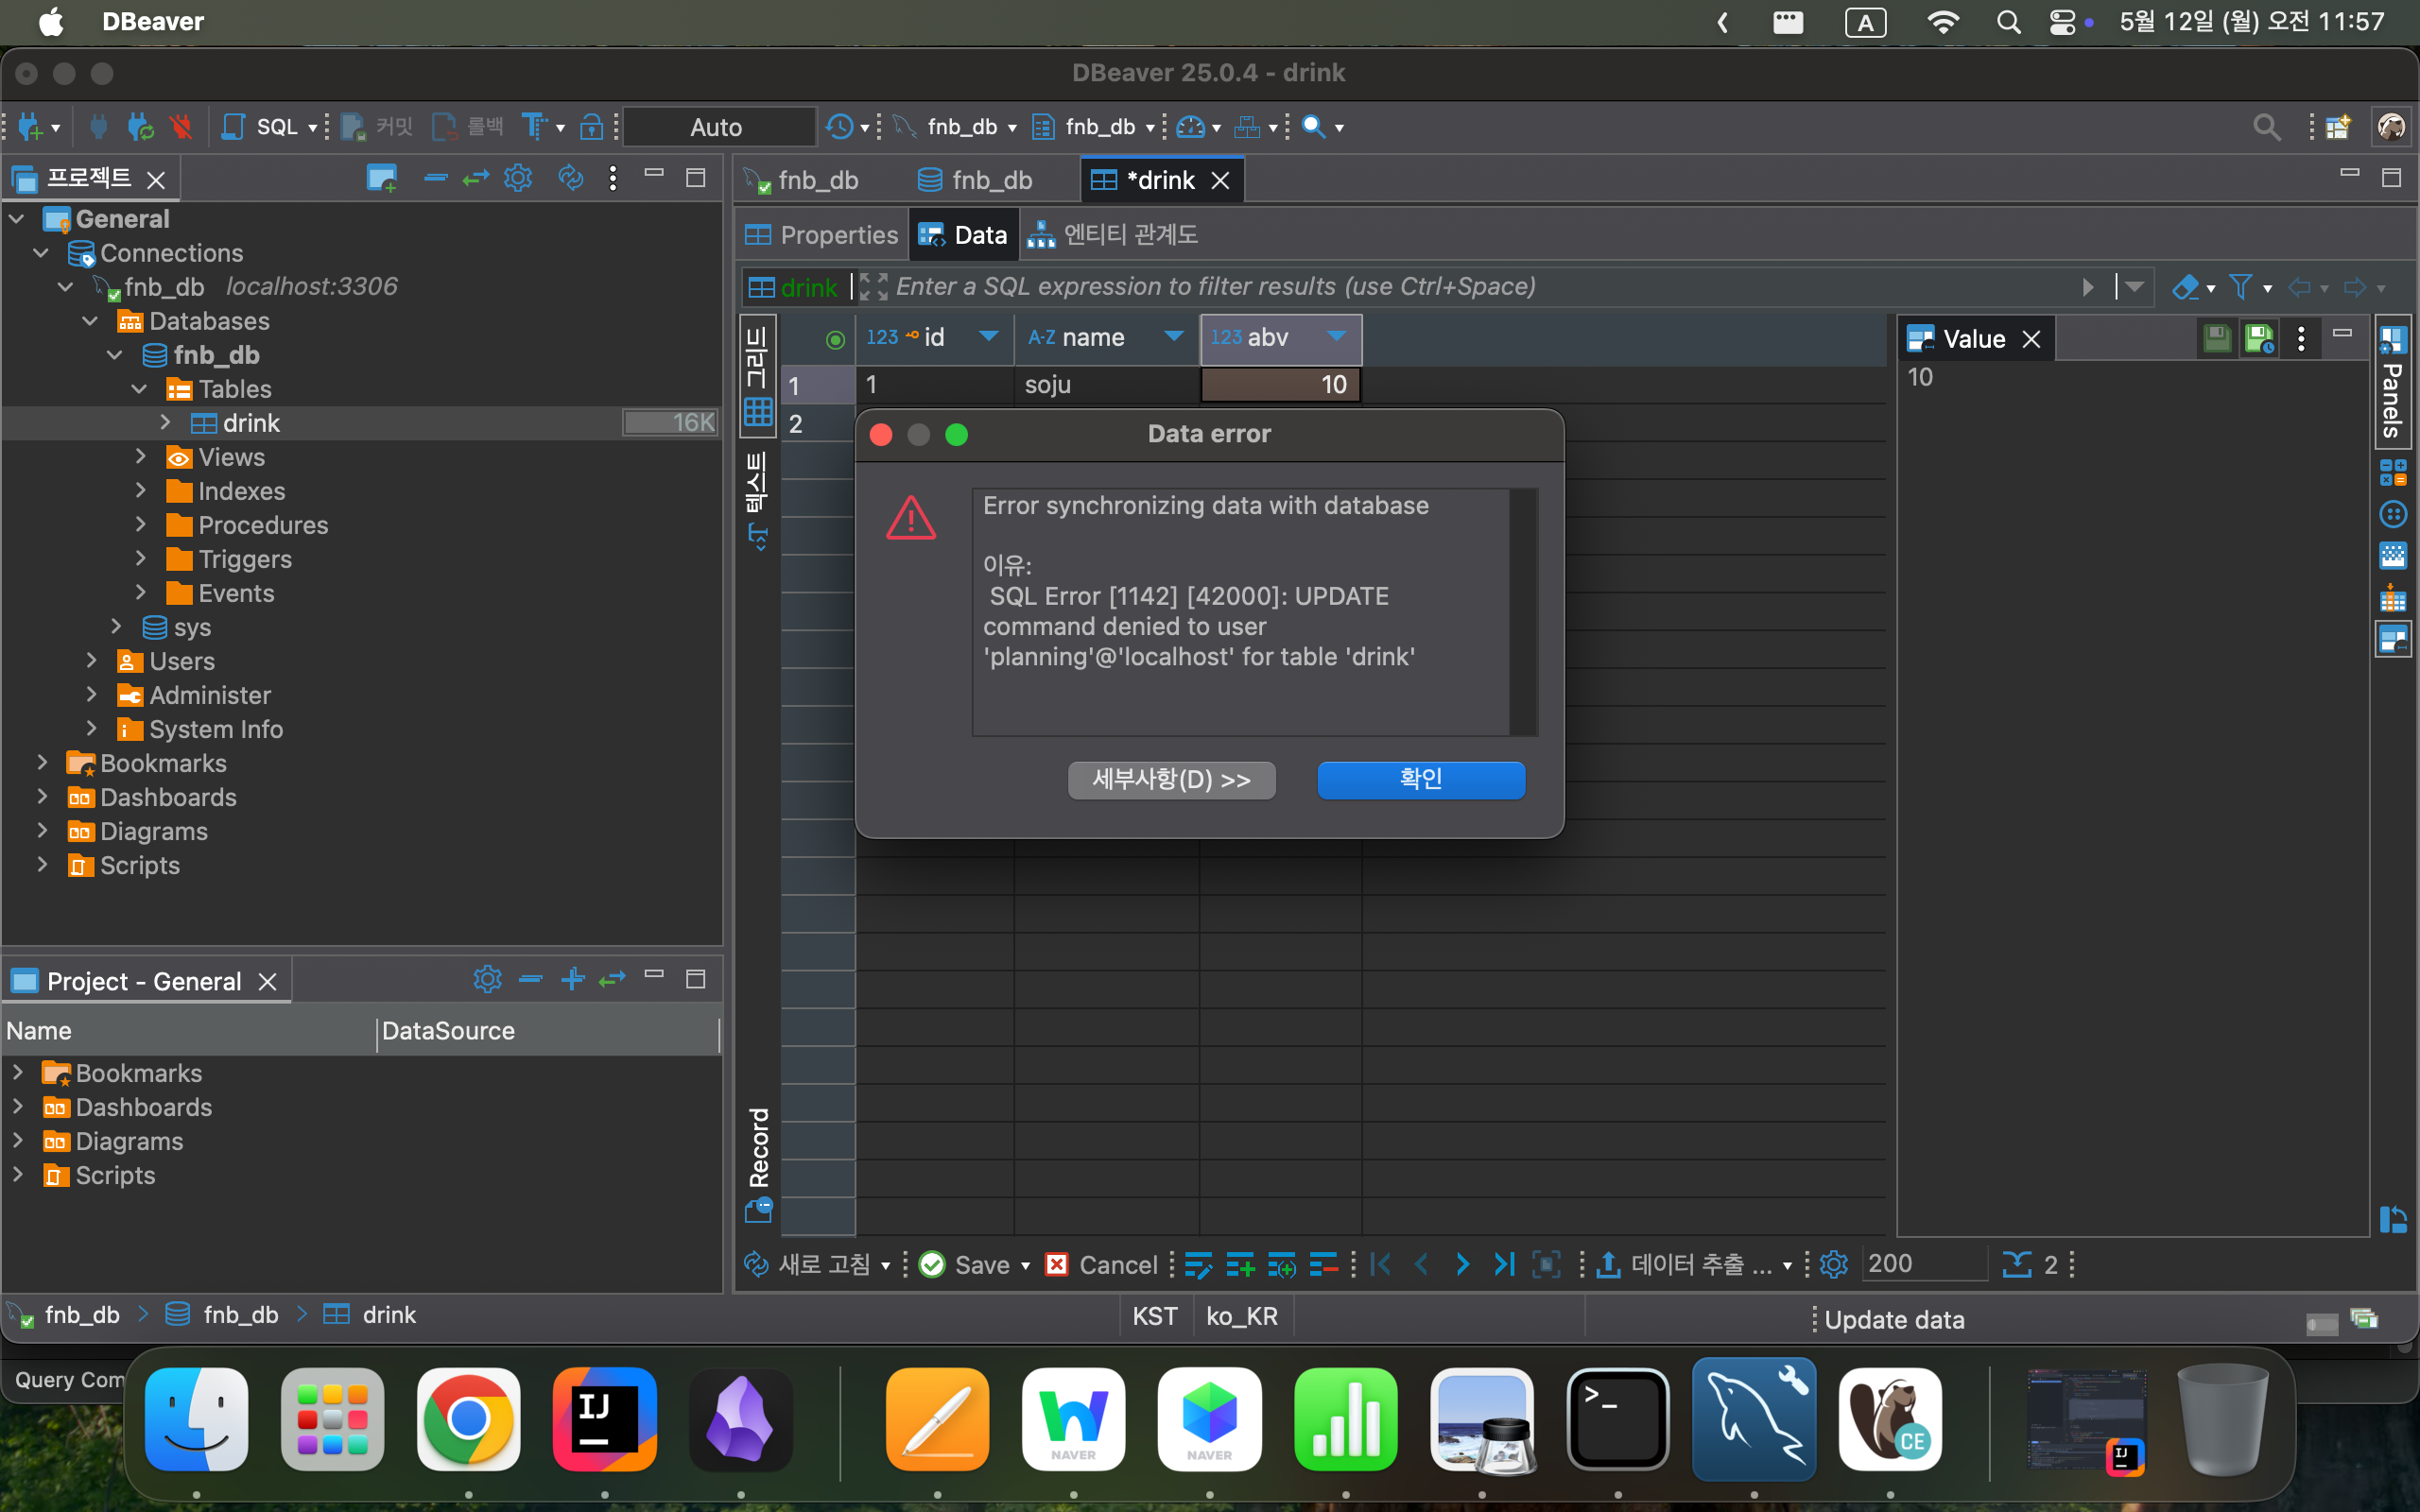 DBeaver
A
5월 12일 (월) 오전 11:57
DBeaver 25.0.4 - drink
SQL
커밋
롤백
Auto
fnb_db
fnb_db
프로젝트
fnb_db
fnb_db
*drink
General
Connections
fnb_db localhost:3306
Databases
fnb_db
Tables
drink
16K
Views
Indexes
Procedures
Triggers
Events
sys
Users
Administer
System Info
Bookmarks
Dashboards
Diagrams
Scripts
Properties
Data
엔티티 관계도
drink
Enter a SQL expression to filter results (use Ctrl+Space)
그리드
텍스트
Record
123 id
A-Z name
123 abv
1
1
soju
10
2
Value
10
Panels
Data error
Error synchronizing data with database
이유:
SQL Error [1142] [42000]: UPDATE
command denied to user
'planning'@'localhost' for table 'drink'
세부사항(D) >>
확인
Project - General
Name
DataSource
Bookmarks
Dashboards
Diagrams
Scripts
새로 고침
Save
Cancel
데이터 추출 ...
200
2
fnb_db
fnb_db
drink
KST
ko_KR
Update data
Query Com
IJ
NAVER
NAVER
>_
CE
IJ